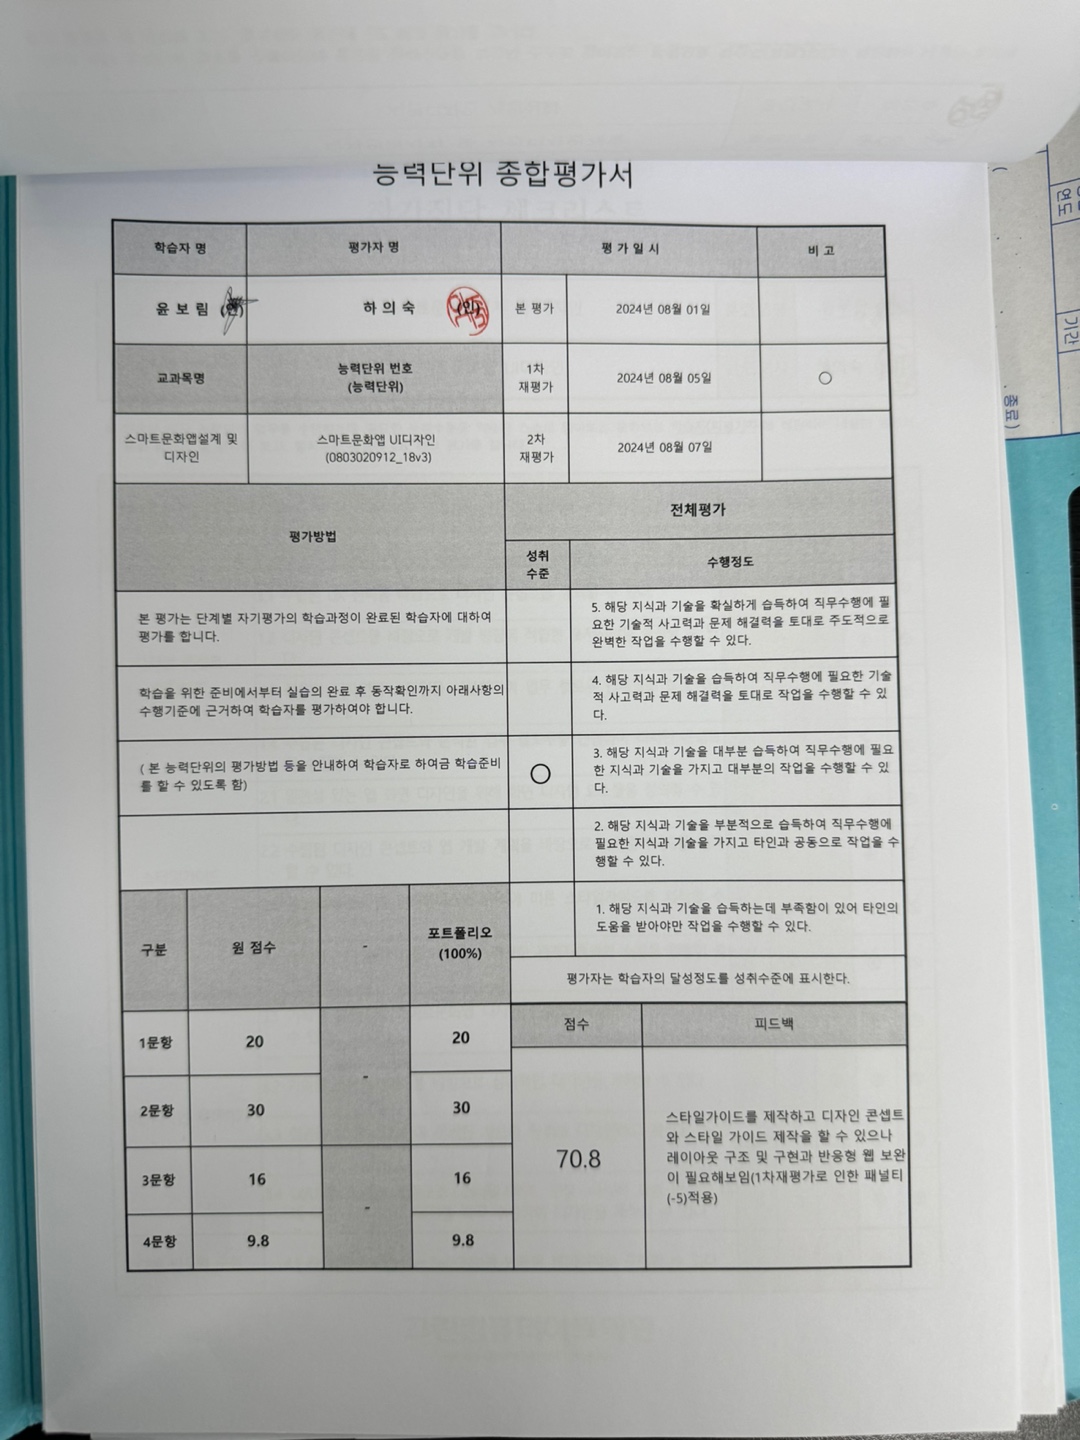 능력단위 종합평가서
학습자 명
평가자 명
평 가 일 시
비 고
윤 보 림 (인)
하 의 숙 (인)
본 평가
2024년 08월 01일
교과목명
능력단위 번호
(능력단위)
1차
재평가
2024년 08월 05일
○
스마트문화앱설계 및
디자인
스마트문화앱 UI디자인
(0803020912_18v3)
2차
재평가
2024년 08월 07일
평가방법
전체평가
성취
수준
수행정도
본 평가는 단계별 자기평가의 학습과정이 완료된 학습자에 대하여
평가를 합니다.
5. 해당 지식과 기술을 확실하게 습득하여 직무수행에 필
요한 기술적 사고력과 문제 해결력을 토대로 주도적으로
완벽한 작업을 수행할 수 있다.
학습을 위한 준비에서부터 실습의 완료 후 동작확인까지 아래사항의
수행기준에 근거하여 학습자를 평가하여야 합니다.
4. 해당 지식과 기술을 습득하여 직무수행에 필요한 기술
적 사고력과 문제 해결력을 토대로 작업을 수행할 수 있
다.
( 본 능력단위의 평가방법 등을 안내하여 학습자로 하여금 학습준비
를 할 수 있도록 함)
○
3. 해당 지식과 기술을 대부분 습득하여 직무수행에 필요
한 지식과 기술을 가지고 대부분의 작업을 수행할 수 있
다.
2. 해당 지식과 기술을 부분적으로 습득하여 직무수행에
필요한 지식과 기술을 가지고 타인과 공동으로 작업을 수
행할 수 있다.
1. 해당 지식과 기술을 습득하는데 부족함이 있어 타인의
도움을 받아야만 작업을 수행할 수 있다.
평가자는 학습자의 달성정도를 성취수준에 표시한다.
구분
원 점수
-
포트폴리오
(100%)
점수
피드백
1문항
20
-
20
2문항
30
30
3문항
16
-
16
4문항
9.8
9.8
70.8
스타일가이드를 제작하고 디자인 콘셉트
와 스타일 가이드 제작을 할 수 있으나
레이아웃 구조 및 구현과 반응형 웹 보완
이 필요해보임(1차재평가로 인한 패널티
(-5)적용)
연도
기간
종료)